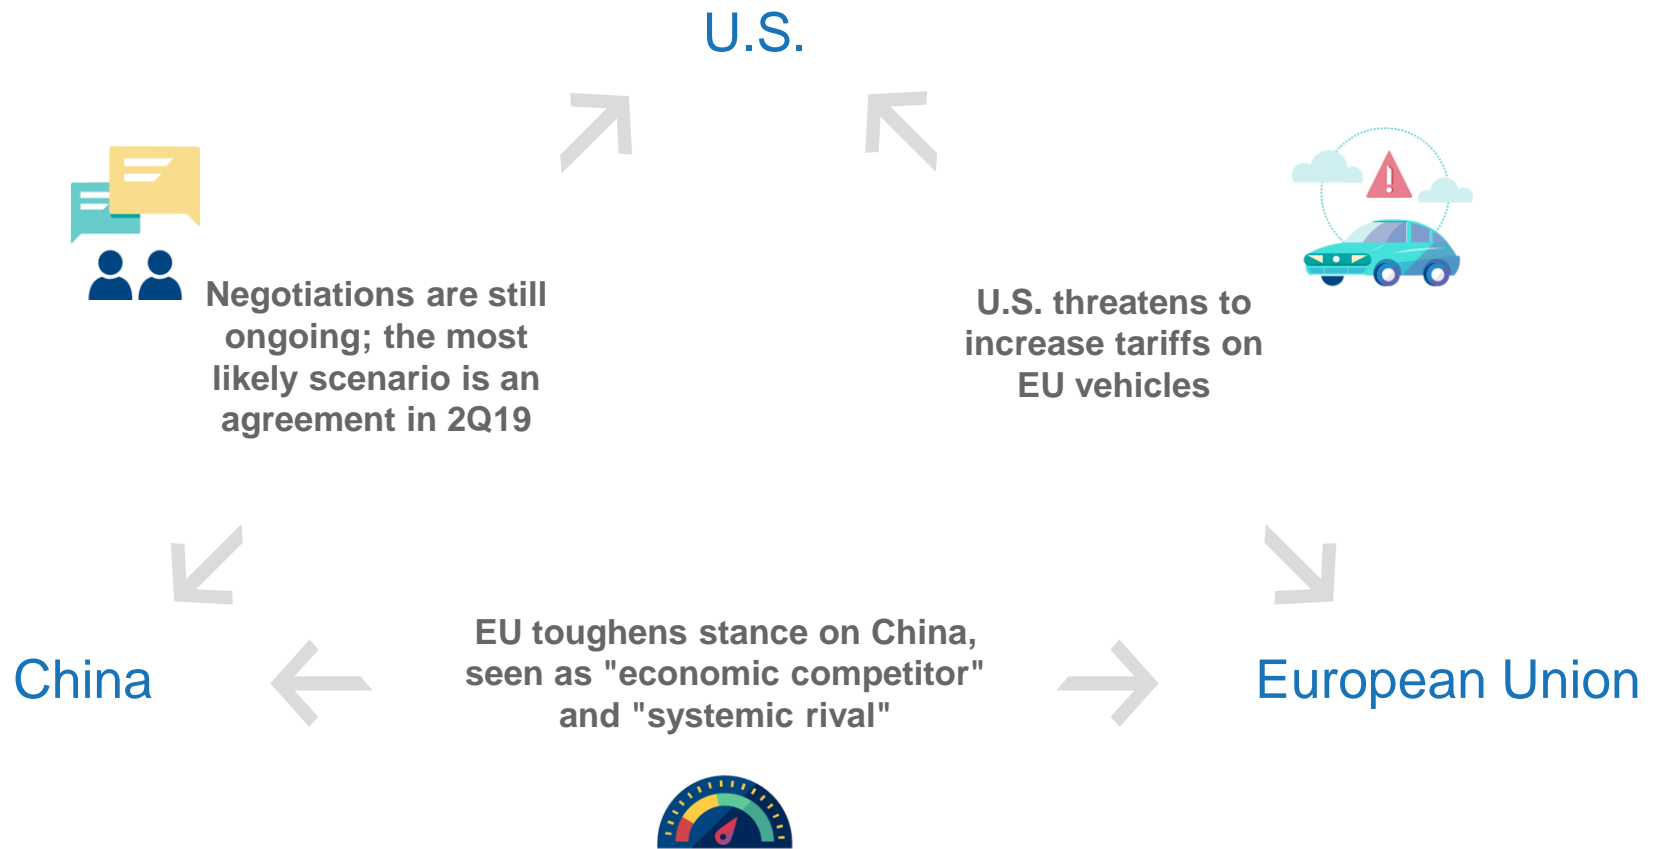 U.S.
Negotiations are still
ongoing; the most
likely scenario is an
agreement in 2Q19
U.S. threatens to
increase tariffs on
EU vehicles
China
EU toughens stance on China,
seen as "economic competitor"
and "systemic rival"
European Union